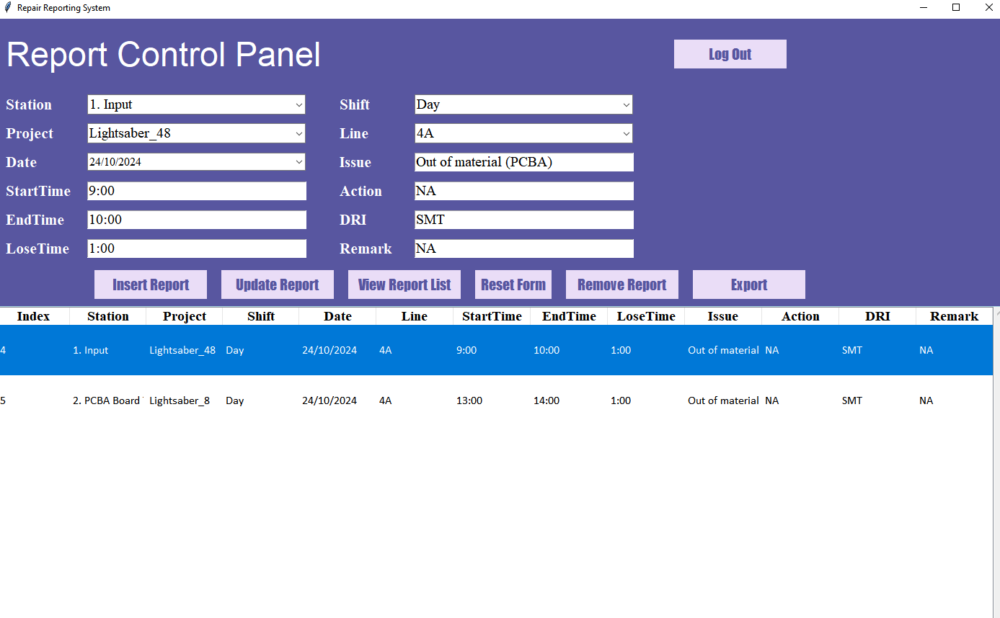 Repair Reporting System
Report Control Panel
Log Out
Station 1. Input Shift Day
Project Lightsaber_48 Line 4A
Date 24/10/2024 Issue Out of material (PCBA)
StartTime 9:00 Action NA
EndTime 10:00 DRI SMT
LoseTime 1:00 Remark NA
Insert Report Update Report View Report List Reset Form Remove Report Export
Index Station Project Shift Date Line StartTime EndTime LoseTime Issue Action DRI Remark
4 1. Input Lightsaber_48 Day 24/10/2024 4A 9:00 10:00 1:00 Out of material NA SMT NA
5 2. PCBA Board Lightsaber_8 Day 24/10/2024 4A 13:00 14:00 1:00 Out of material NA SMT NA